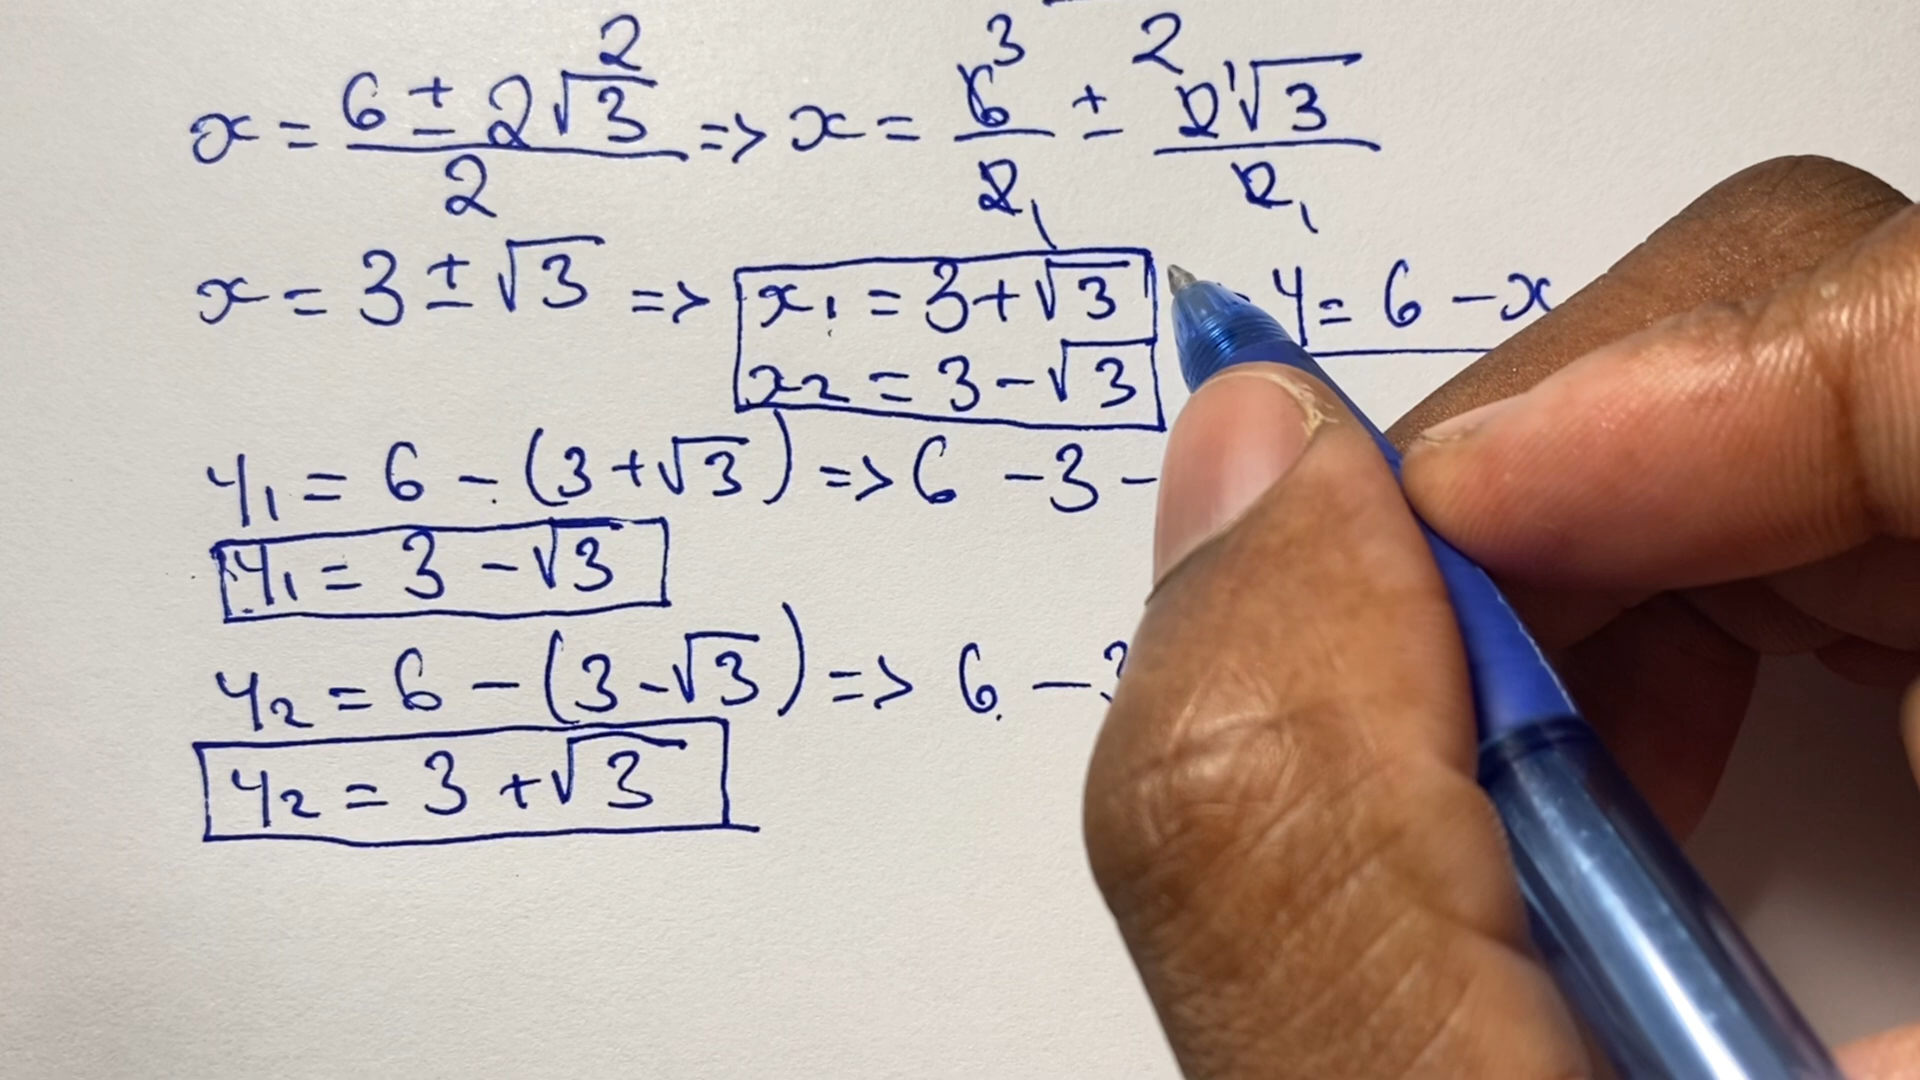 x = (6 ± 2√3)/2 => x = 6/2 ± 2√3/2
x = 3 ± √3 => x₁ = 3 + √3 y = 6 - x
x₂ = 3 - √3
y₁ = 6 - (3 + √3) => 6 - 3 -
y₁ = 3 - √3
y₂ = 6 - (3 - √3) => 6 - 3
y₂ = 3 + √3